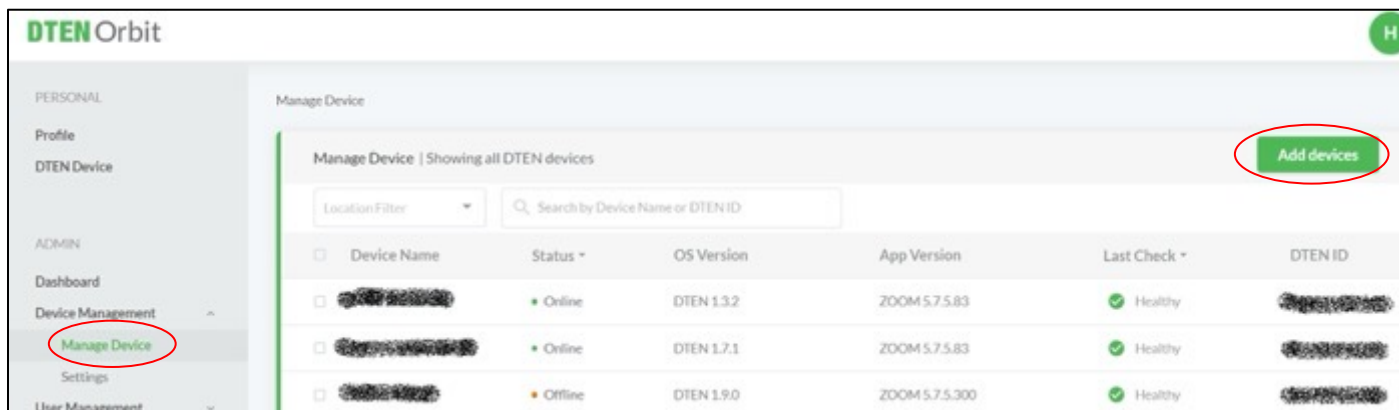 DTEN Orbit
H
PERSONAL
Profile
DTEN Device
ADMIN
Dashboard
Device Management
Manage Device
Settings
User Management
Manage Device
Manage Device | Showing all DTEN devices
Add devices
Location Filter
Search by Device Name or DTEN ID
Device Name Status OS Version App Version Last Check DTEN ID
Online DTEN 1.3.2 ZOOM 5.7.5.83 Healthy
Online DTEN 1.7.1 ZOOM 5.7.5.83 Healthy
Offline DTEN 1.9.0 ZOOM 5.7.5.300 Healthy